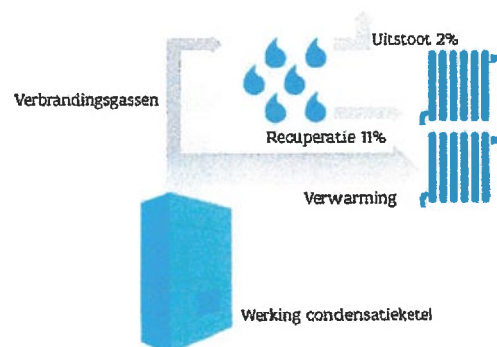 Uitstoot 2%
Verbrandingsgassen
Recuperatie 11%
Verwarming
Werking condensatieketel